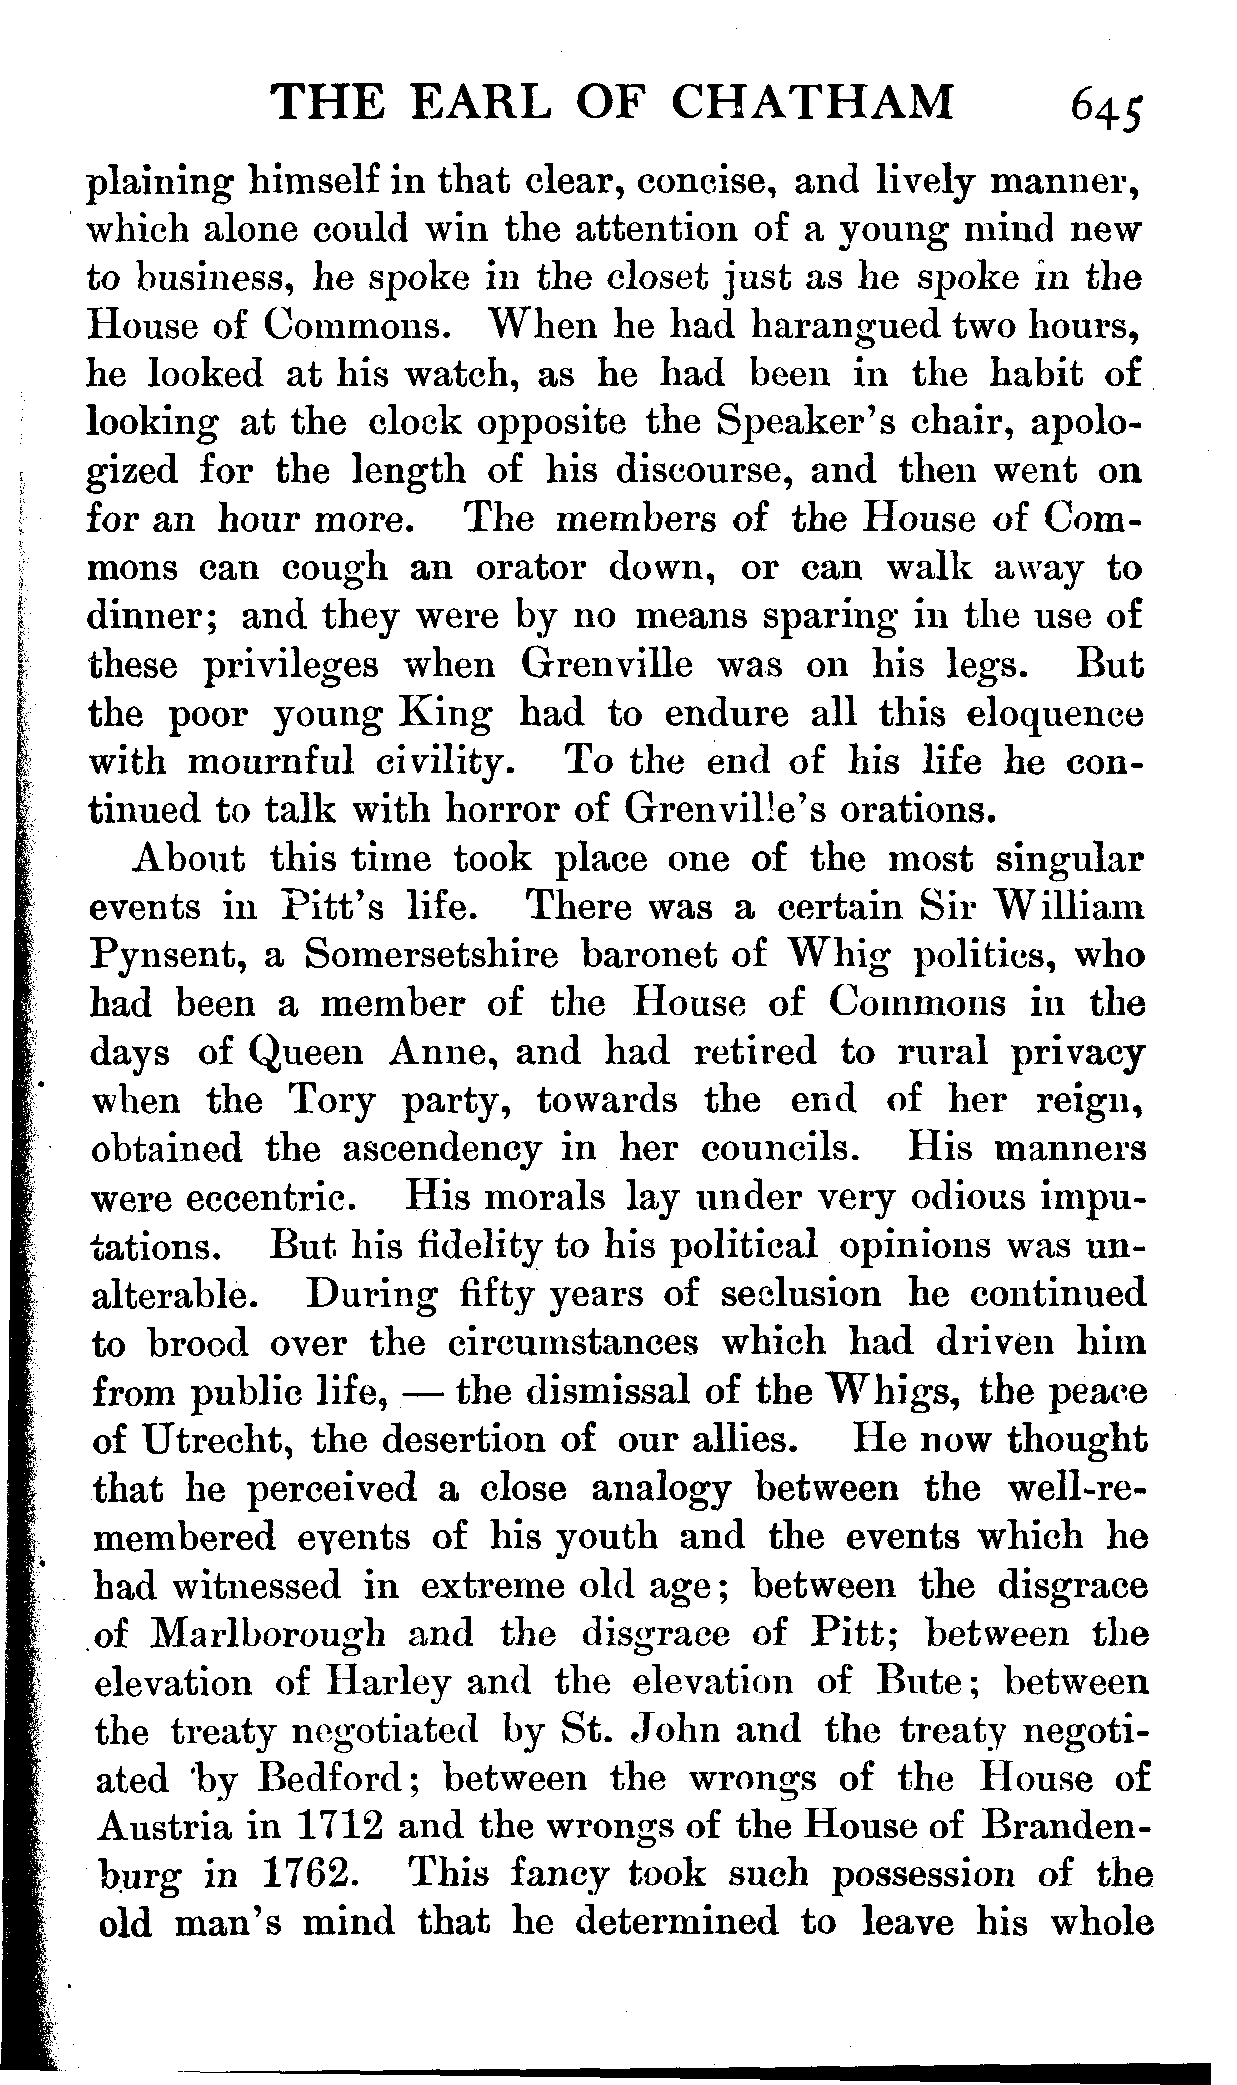 THE EARL OF CHATHAM 645
plaining himself in that clear, concise, and lively manner,
which alone could win the attention of a young mind new
to business, he spoke in the closet just as he spoke in the
House of Commons. When he had harangued two hours,
he looked at his watch, as he had been in the habit of
looking at the clock opposite the Speaker's chair, apolo-
gized for the length of his discourse, and then went on
for an hour more. The members of the House of Com-
mons can cough an orator down, or can walk away to
dinner; and they were by no means sparing in the use of
these privileges when Grenville was on his legs. But
the poor young King had to endure all this eloquence
with mournful civility. To the end of his life he con-
tinued to talk with horror of Grenville's orations.
About this time took place one of the most singular
events in Pitt's life. There was a certain Sir William
Pynsent, a Somersetshire baronet of Whig politics, who
had been a member of the House of Commons in the
days of Queen Anne, and had retired to rural privacy
when the Tory party, towards the end of her reign,
obtained the ascendency in her councils. His manners
were eccentric. His morals lay under very odious impu-
tations. But his fidelity to his political opinions was un-
alterable. During fifty years of seclusion he continued
to brood over the circumstances which had driven him
from public life, — the dismissal of the Whigs, the peace
of Utrecht, the desertion of our allies. He now thought
that he perceived a close analogy between the well-re-
membered events of his youth and the events which he
had witnessed in extreme old age; between the disgrace
of Marlborough and the disgrace of Pitt; between the
elevation of Harley and the elevation of Bute; between
the treaty negotiated by St. John and the treaty negoti-
ated by Bedford; between the wrongs of the House of
Austria in 1712 and the wrongs of the House of Branden-
burg in 1762. This fancy took such possession of the
old man's mind that he determined to leave his whole